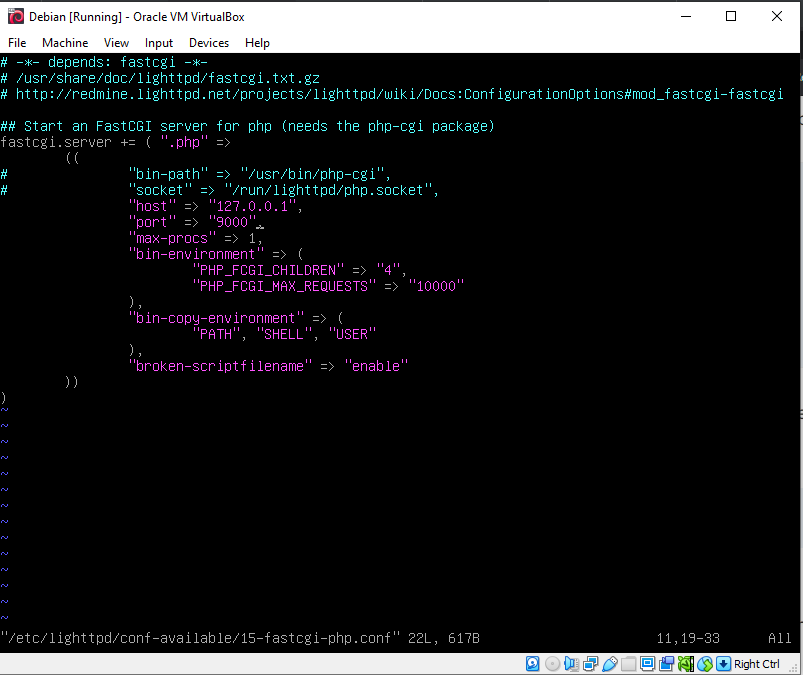 Debian [Running] - Oracle VM VirtualBox
File Machine View Input Devices Help
# -*- depends: fastcgi -*-
# /usr/share/doc/lighttpd/fastcgi.txt.gz
# http://redmine.lighttpd.net/projects/lighttpd/wiki/Docs:ConfigurationOptions#mod_fastcgi-fastcgi
## Start an FastCGI server for php (needs the php-cgi package)
fastcgi.server += ( ".php" =>
((
# "bin-path" => "/usr/bin/php-cgi",
# "socket" => "/run/lighttpd/php.socket",
"host" => "127.0.0.1",
"port" => "9000",
"max-procs" => 1,
"bin-environment" => (
"PHP_FCGI_CHILDREN" => "4",
"PHP_FCGI_MAX_REQUESTS" => "10000"
),
"bin-copy-environment" => (
"PATH", "SHELL", "USER"
),
"broken-scriptfilename" => "enable"
))
)
~
~
~
~
~
~
~
~
~
~
~
~
~
~
"/etc/lighttpd/conf-available/15-fastcgi-php.conf" 22L, 617B 11,19-33 All
Right Ctrl